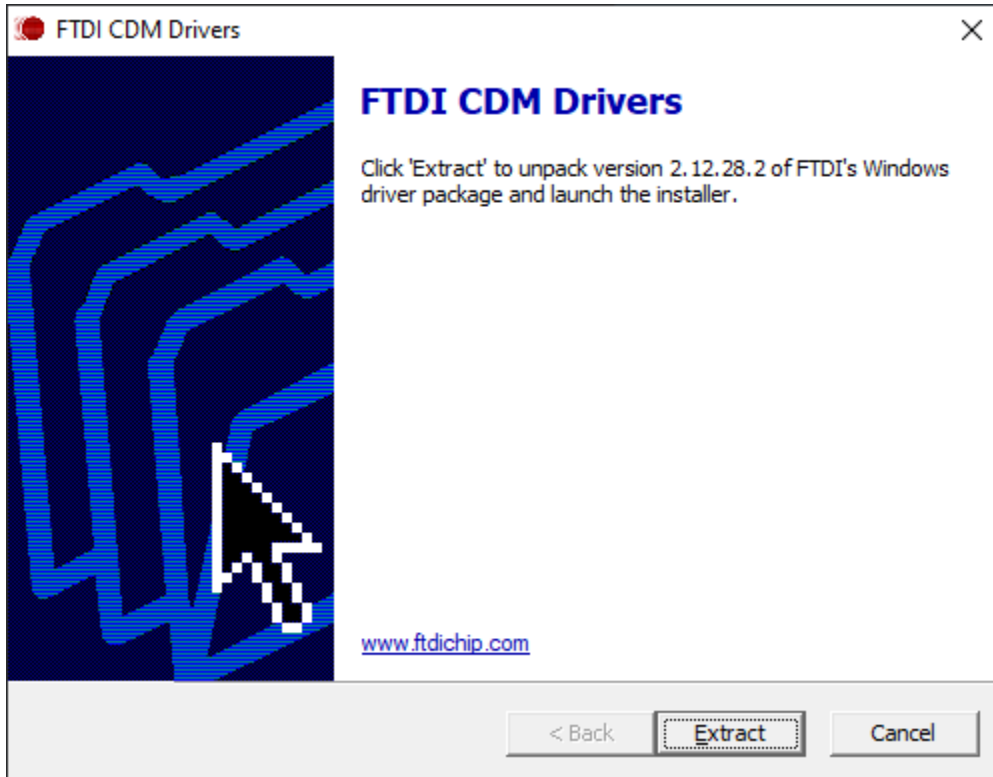 FTDI CDM Drivers
FTDI CDM Drivers
Click 'Extract' to unpack version 2.12.28.2 of FTDI's Windows
driver package and launch the installer.
www.ftdichip.com
< Back Extract Cancel